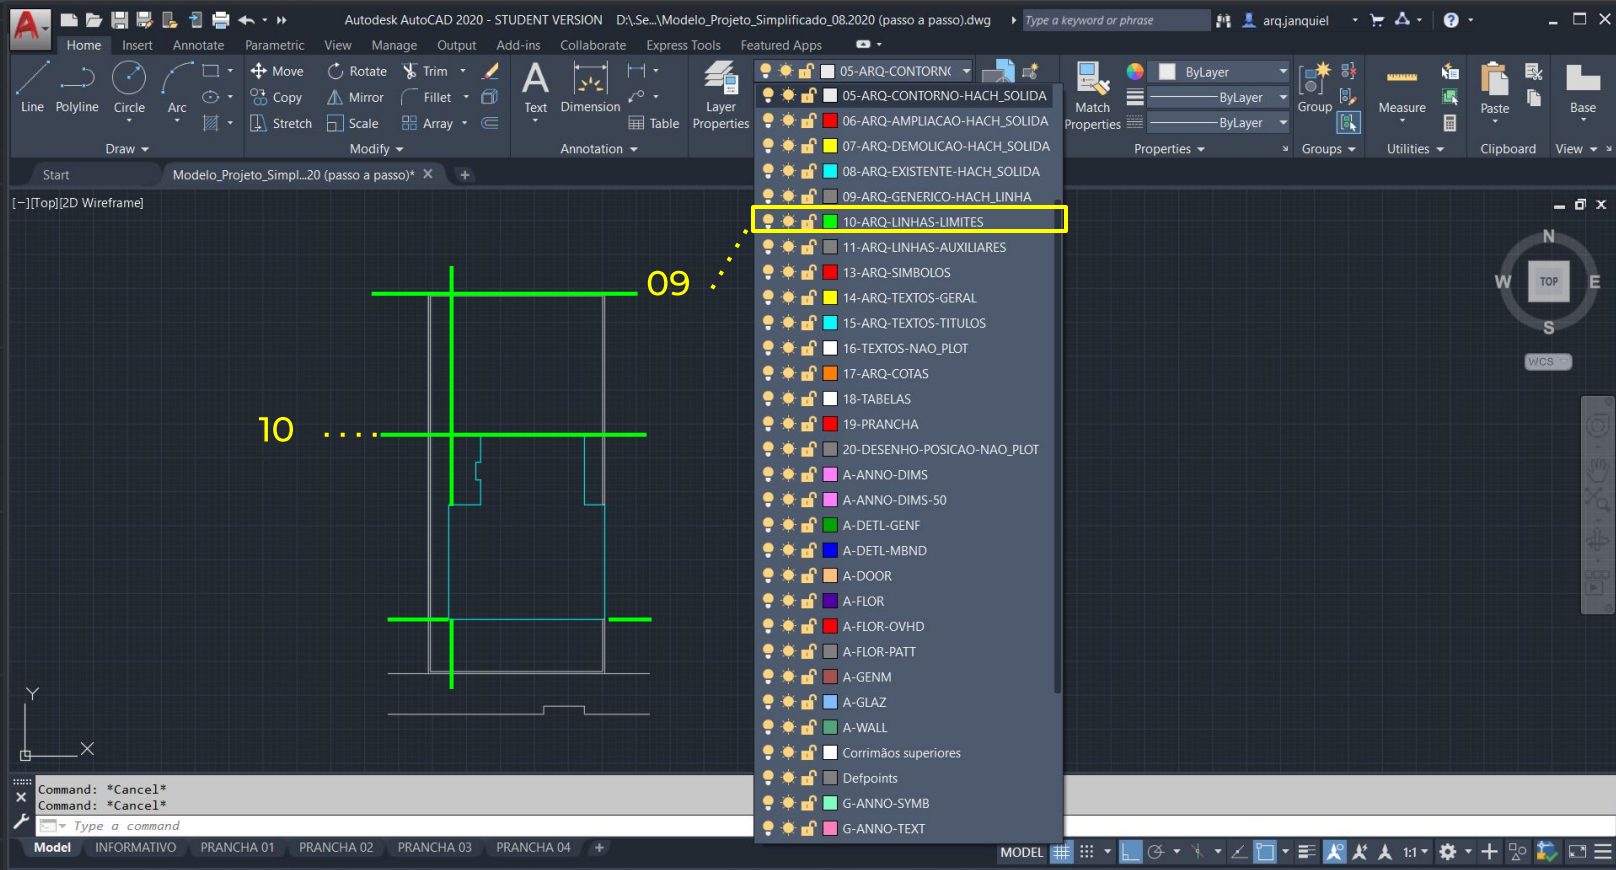 Autodesk AutoCAD 2020 - STUDENT VERSION D:\.Se...\Modelo_Projeto_Simplificado_08.2020 (passo a passo).dwg
Type a keyword or phrase
arq.janquiel
Home Insert Annotate Parametric View Manage Output Add-ins Collaborate Express Tools Featured Apps
Line
Polyline
Circle
Arc
Draw
Move
Rotate
Trim
Copy
Mirror
Fillet
Stretch
Scale
Array
Modify
Text
Dimension
Table
Annotation
Layer
Properties
05-ARQ-CONTORN
Match
Properties
ByLayer
ByLayer
ByLayer
Properties
Group
Groups
Measure
Utilities
Paste
Clipboard
Base
View
Start
Modelo_Projeto_Simpl...20 (passo a passo)*
[−][Top][2D Wireframe]
05-ARQ-CONTORNO-HACH_SOLIDA
06-ARQ-AMPLIACAO-HACH_SOLIDA
07-ARQ-DEMOLICAO-HACH_SOLIDA
08-ARQ-EXISTENTE-HACH_SOLIDA
09-ARQ-GENERICO-HACH_LINHA
10-ARQ-LINHAS-LIMITES
11-ARQ-LINHAS-AUXILIARES
13-ARQ-SIMBOLOS
14-ARQ-TEXTOS-GERAL
15-ARQ-TEXTOS-TITULOS
16-TEXTOS-NAO_PLOT
17-ARQ-COTAS
18-TABELAS
19-PRANCHA
20-DESENHO-POSICAO-NAO_PLOT
A-ANNO-DIMS
A-ANNO-DIMS-50
A-DETL-GENF
A-DETL-MBND
A-DOOR
A-FLOR
A-FLOR-OVHD
A-FLOR-PATT
A-GENM
A-GLAZ
A-WALL
Corrimãos superiores
Defpoints
G-ANNO-SYMB
G-ANNO-TEXT
09
10
N
W
TOP
E
S
WCS
Y
X
Command: *Cancel*
Command: *Cancel*
Type a command
Model INFORMATIVO PRANCHA 01 PRANCHA 02 PRANCHA 03 PRANCHA 04
MODEL
1:1